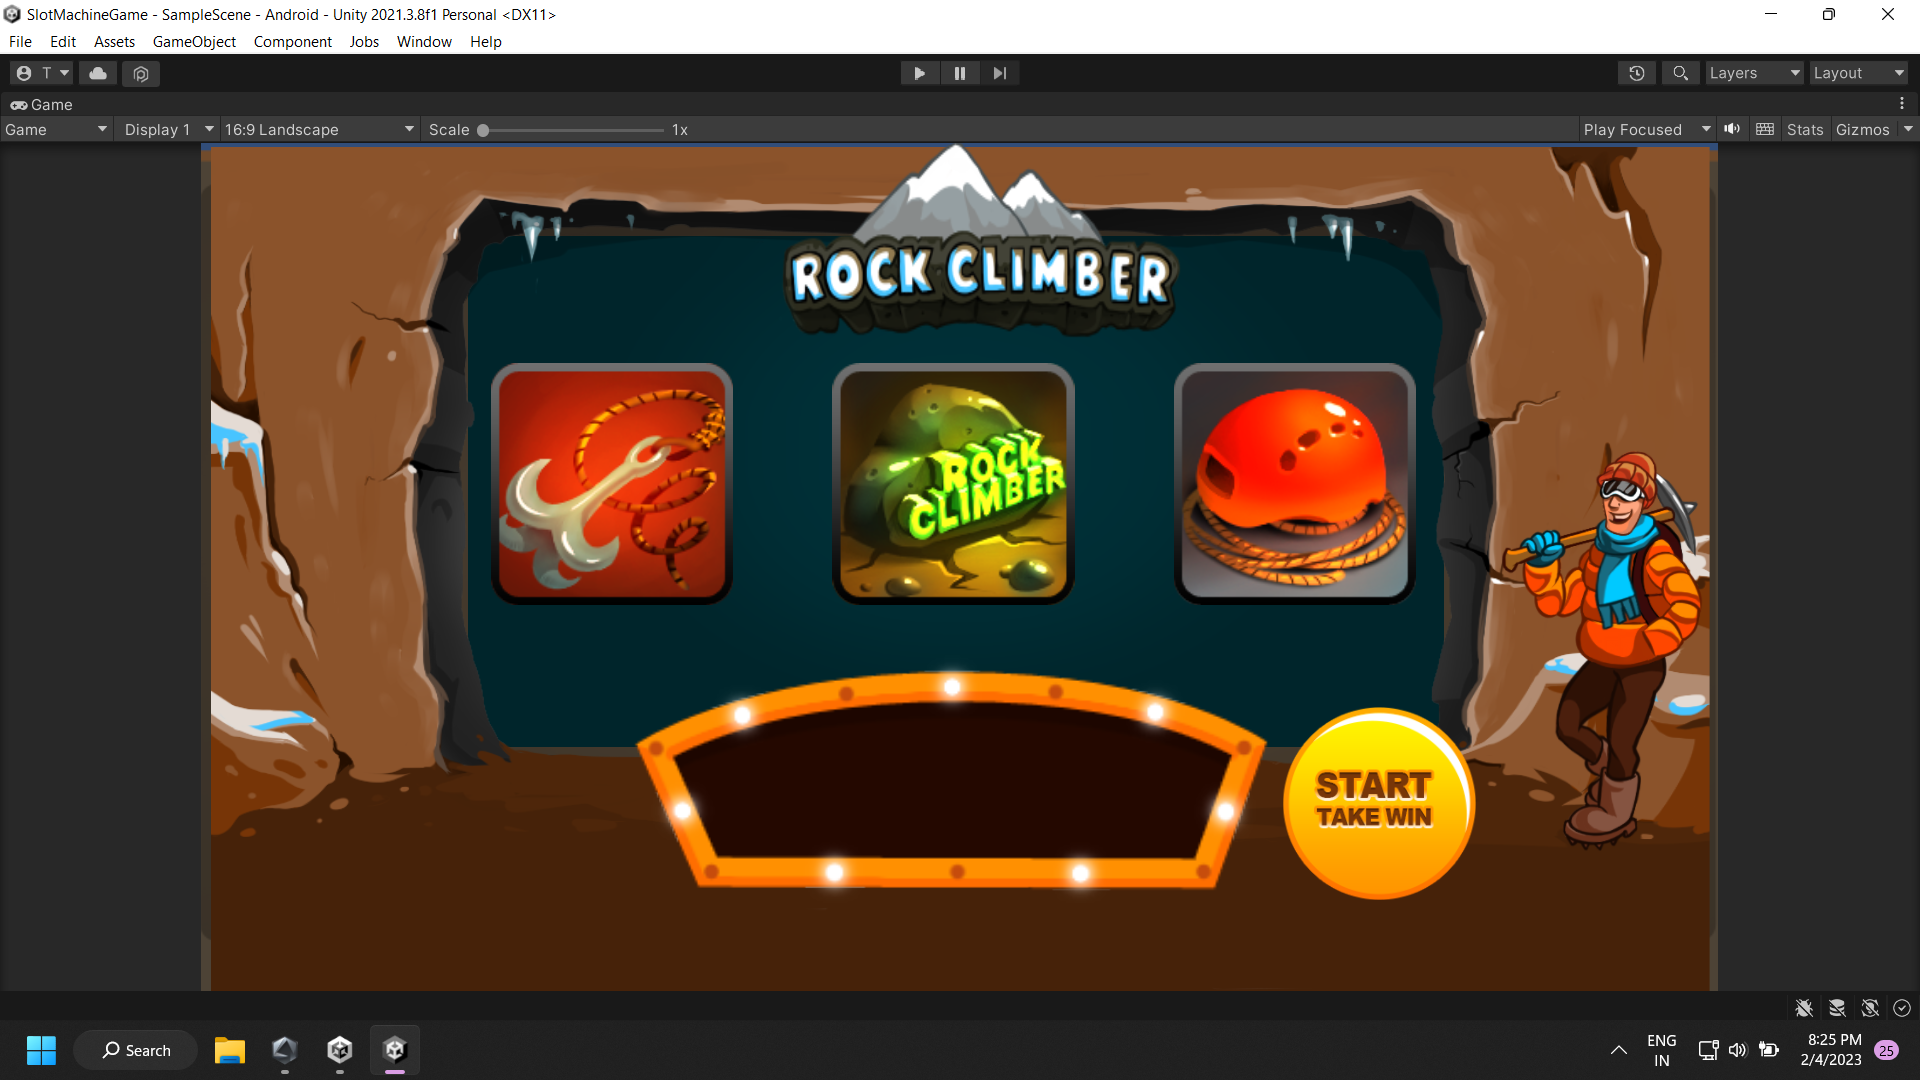 SlotMachineGame - SampleScene - Android - Unity 2021.3.8f1 Personal <DX11>
File Edit Assets GameObject Component Jobs Window Help
T
Layers
Layout
Game
Game
Display 1
16:9 Landscape
Scale
1x
Play Focused
Stats
Gizmos
ROCK CLIMBER
ROCK
CLIMBER
START
TAKE WIN
Search
ENG
IN
8:25 PM
2/4/2023
25